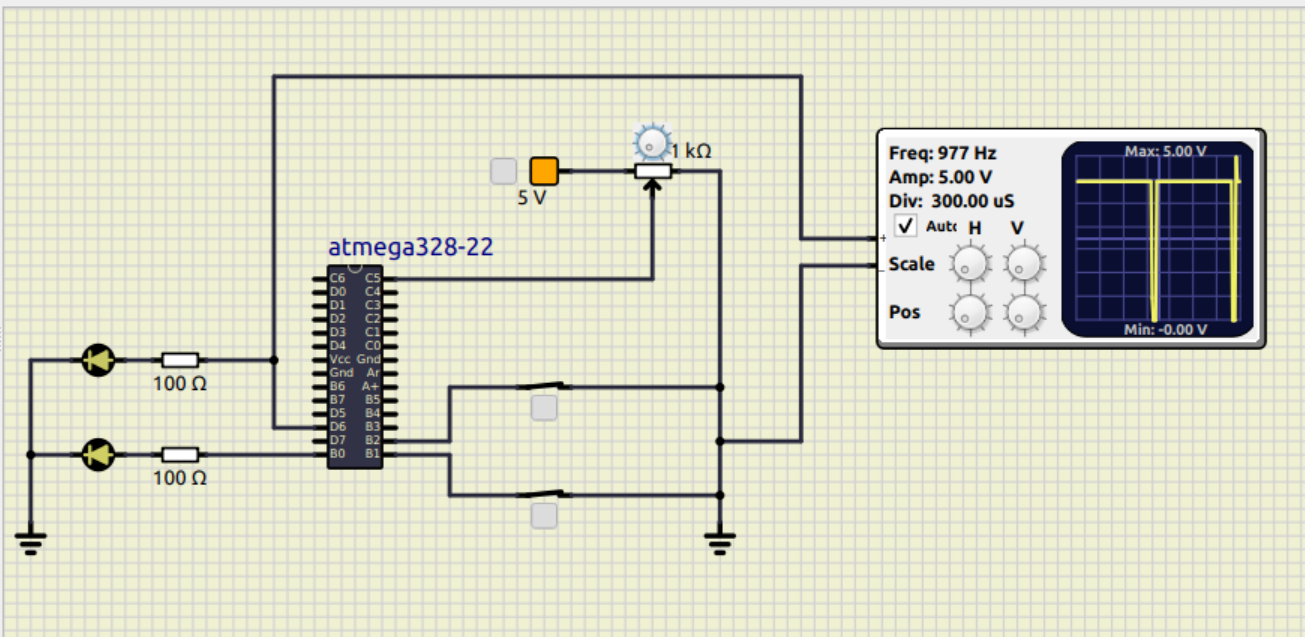 1 kΩ
5 V
atmega328-22
C6 C5
D0 C4
D1 C3
D2 C2
D3 C1
D4 C0
Vcc Gnd
Gnd Ar
B6 A+
B7 B5
D5 B4
D6 B3
D7 B2
B0 B1
100 Ω
100 Ω
Freq: 977 Hz
Amp: 5.00 V
Div: 300.00 uS
Auto H V
Scale
Pos
+
-
Max: 5.00 V
Min: -0.00 V